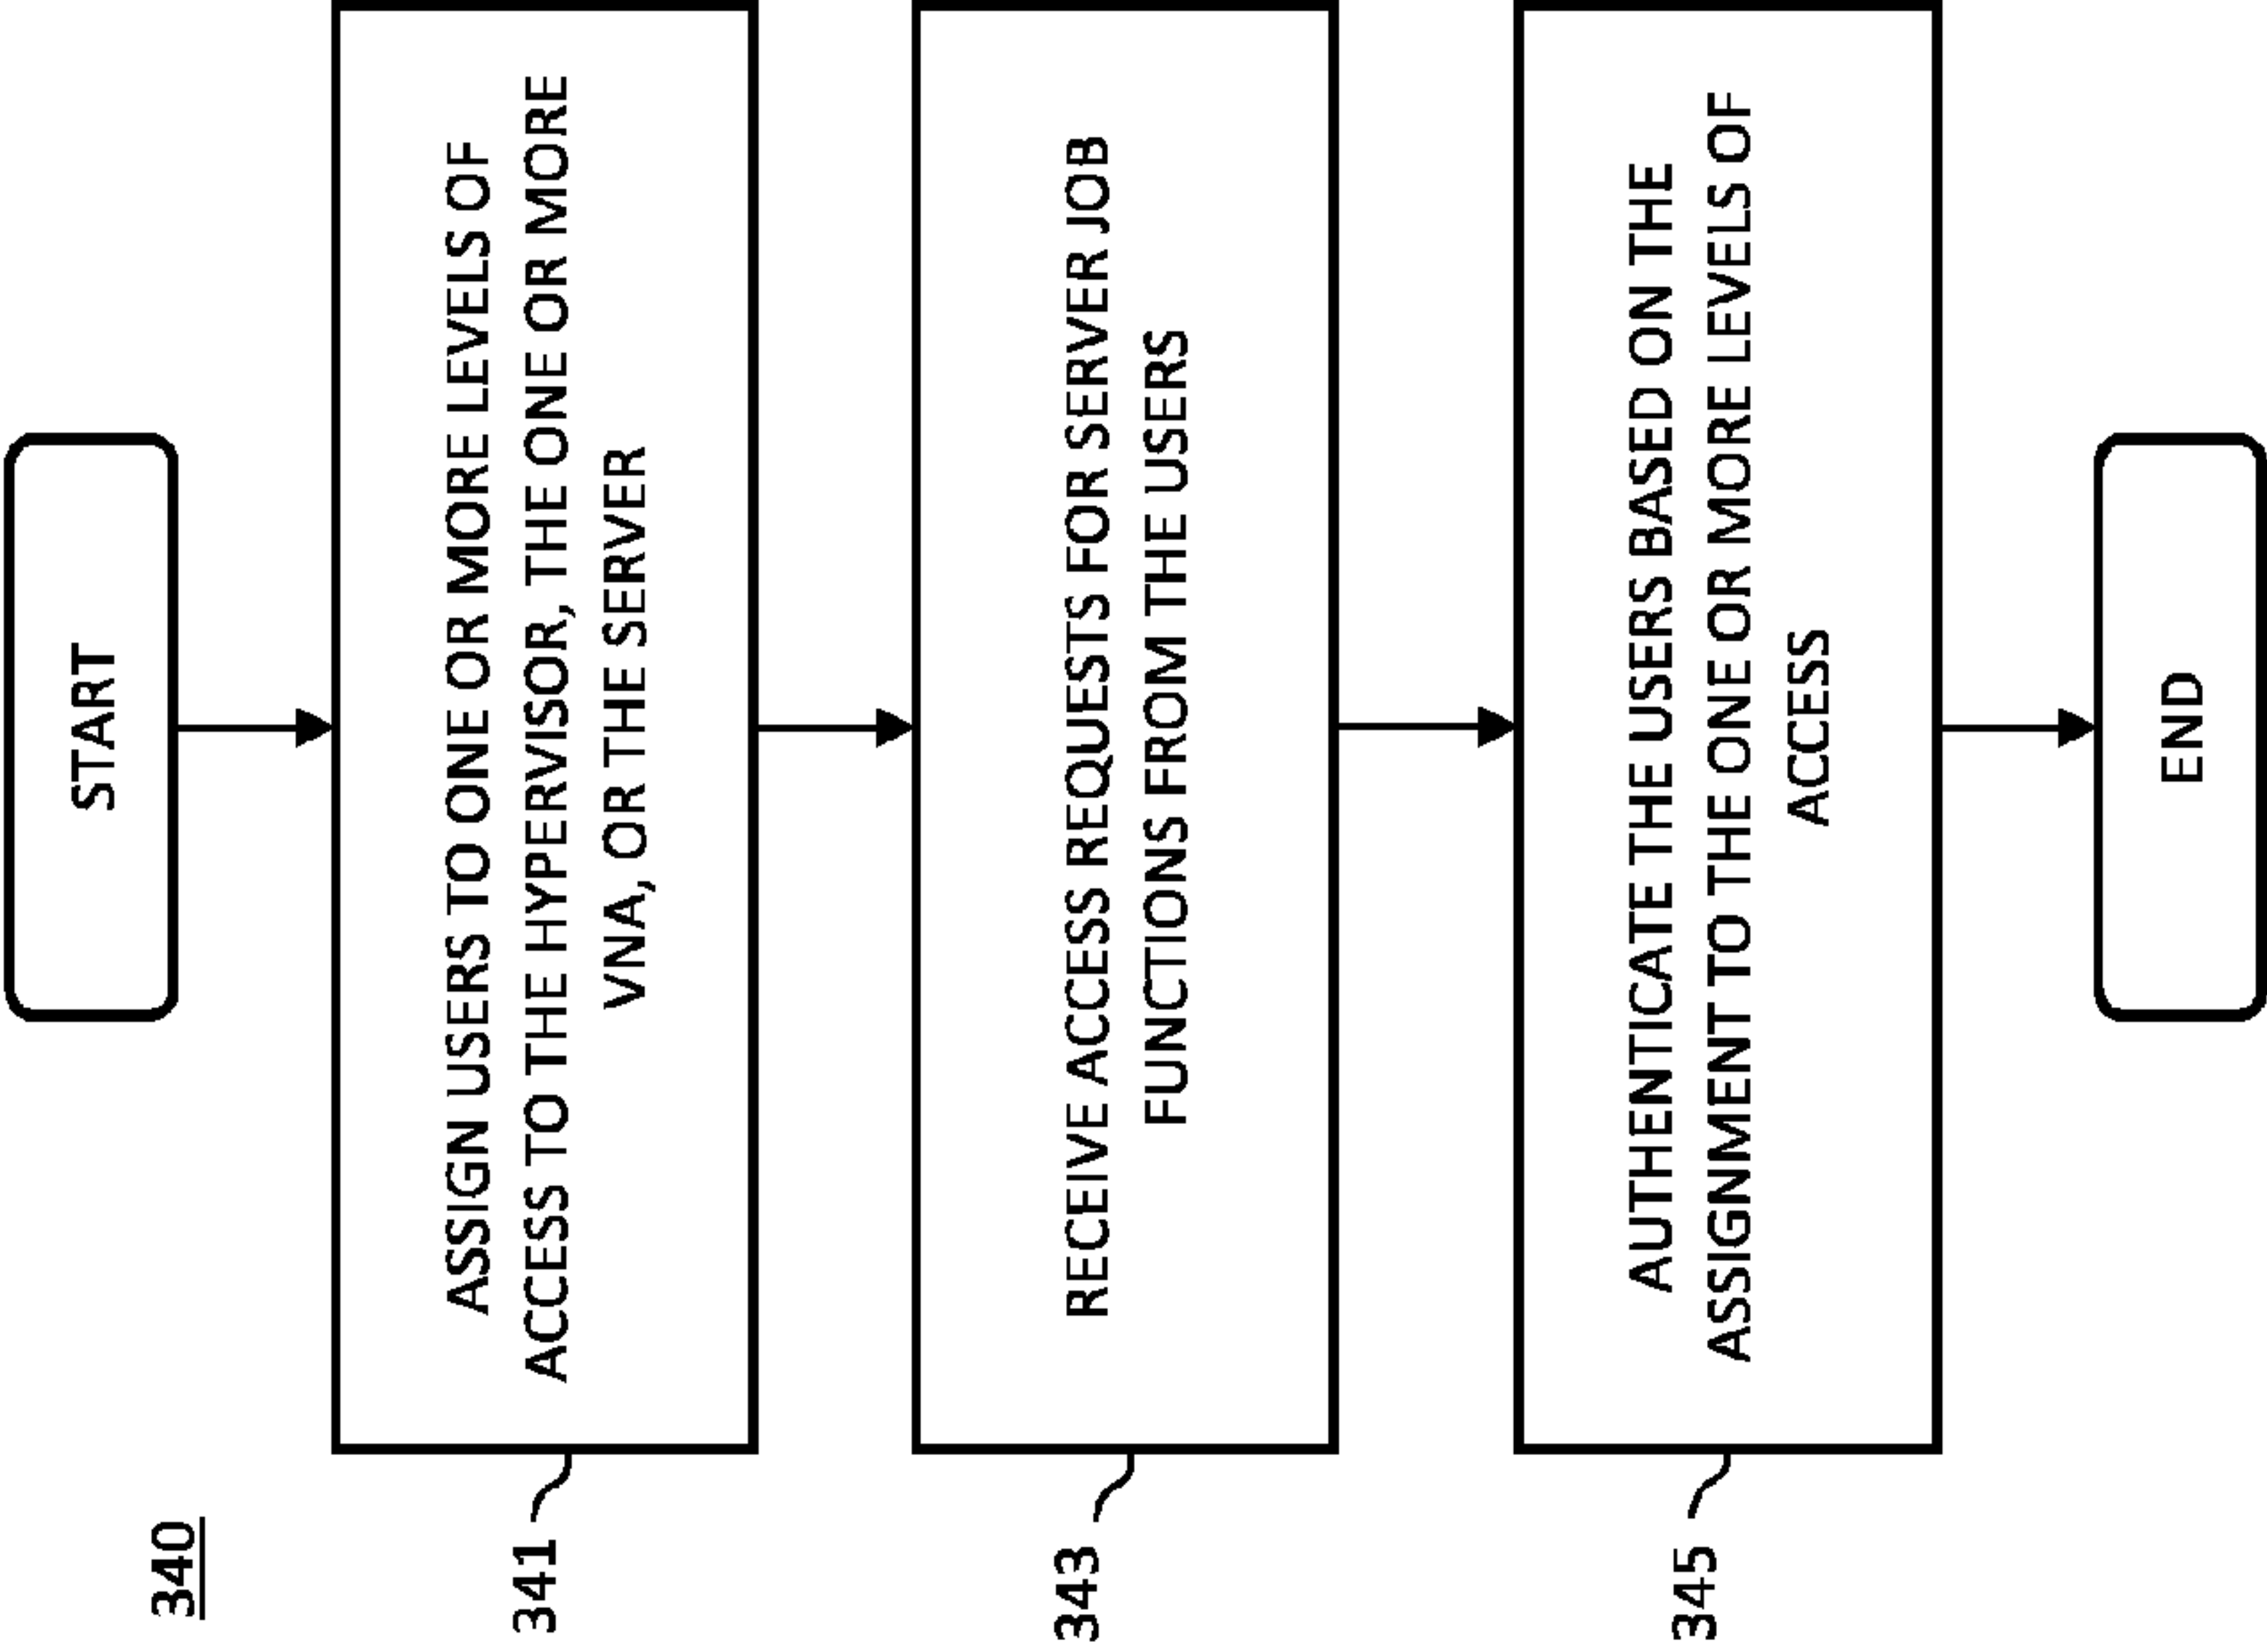 340
START
341
ASSIGN USERS TO ONE OR MORE LEVELS OF
ACCESS TO THE HYPERVISOR, THE ONE OR MORE
VNA, OR THE SERVER
343
RECEIVE ACCESS REQUESTS FOR SERVER JOB
FUNCTIONS FROM THE USERS
345
AUTHENTICATE THE USERS BASED ON THE
ASSIGNMENT TO THE ONE OR MORE LEVELS OF
ACCESS
END